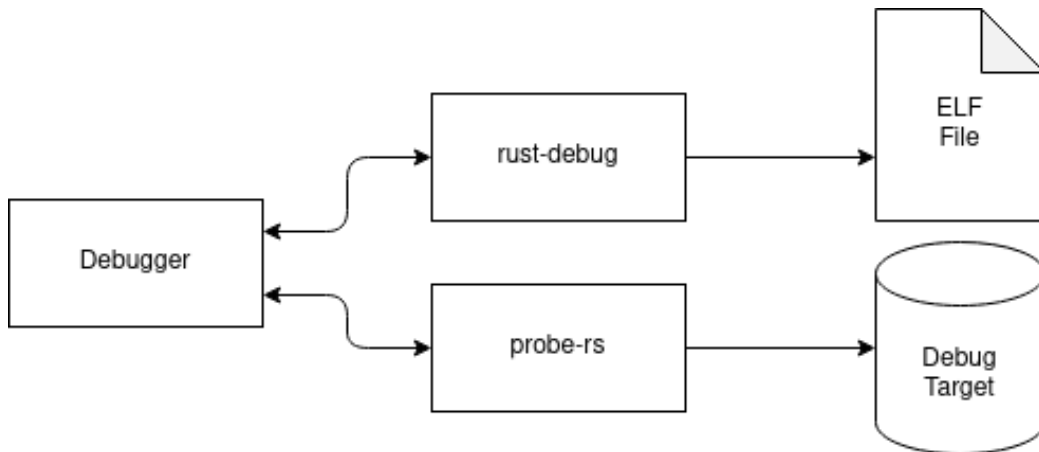 ELF
File
rust-debug
Debugger
probe-rs
Debug
Target